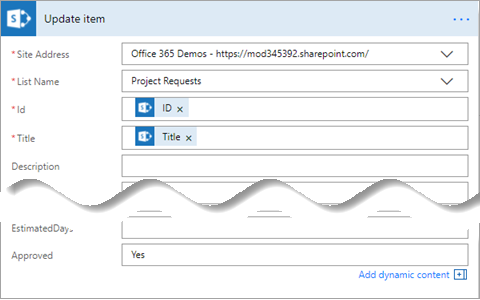 Update item
* Site Address
Office 365 Demos - https://mod345392.sharepoint.com/
* List Name
Project Requests
* Id
ID ×
* Title
Title ×
Description
EstimatedDays
Approved
Yes
Add dynamic content